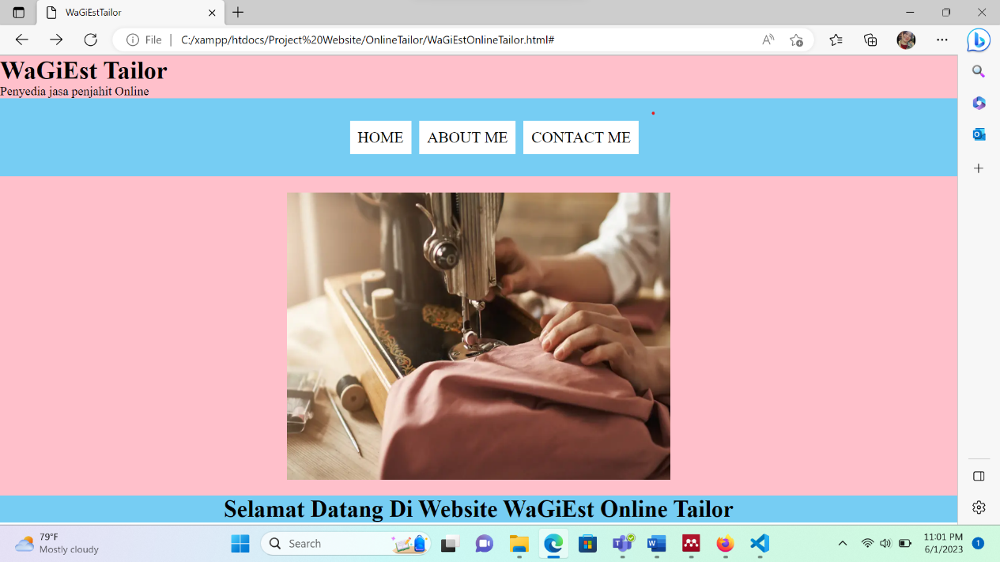 WaGiEstTailor
File
C:/xampp/htdocs/Project%20Website/OnlineTailor/WaGiEstOnlineTailor.html#
WaGiEst Tailor
Penyedia jasa penjahit Online
HOME ABOUT ME CONTACT ME
Selamat Datang Di Website WaGiEst Online Tailor
79°F
Mostly cloudy
Search
11:01 PM
6/1/2023
1